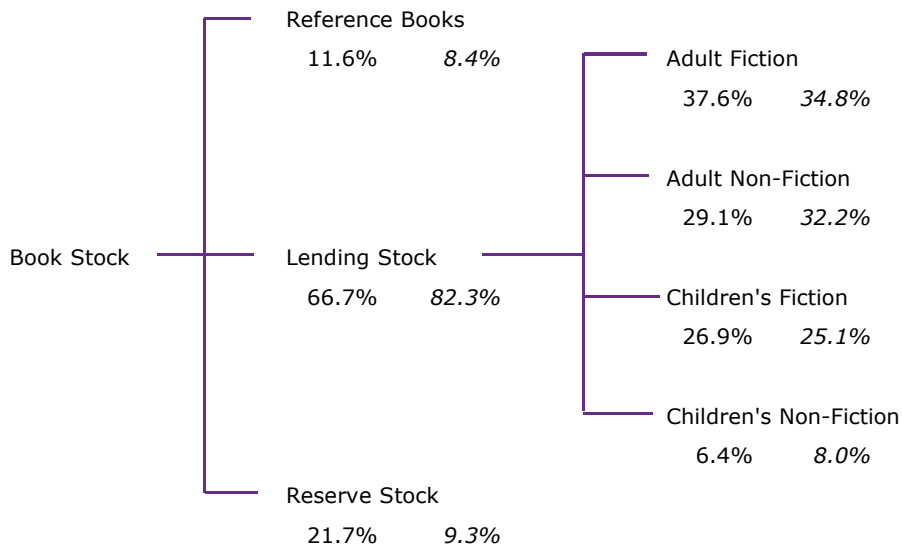 Reference Books
11.6% 8.4%
Adult Fiction
37.6% 34.8%
Adult Non-Fiction
29.1% 32.2%
Book Stock
Lending Stock
66.7% 82.3%
Children's Fiction
26.9% 25.1%
Children's Non-Fiction
6.4% 8.0%
Reserve Stock
21.7% 9.3%